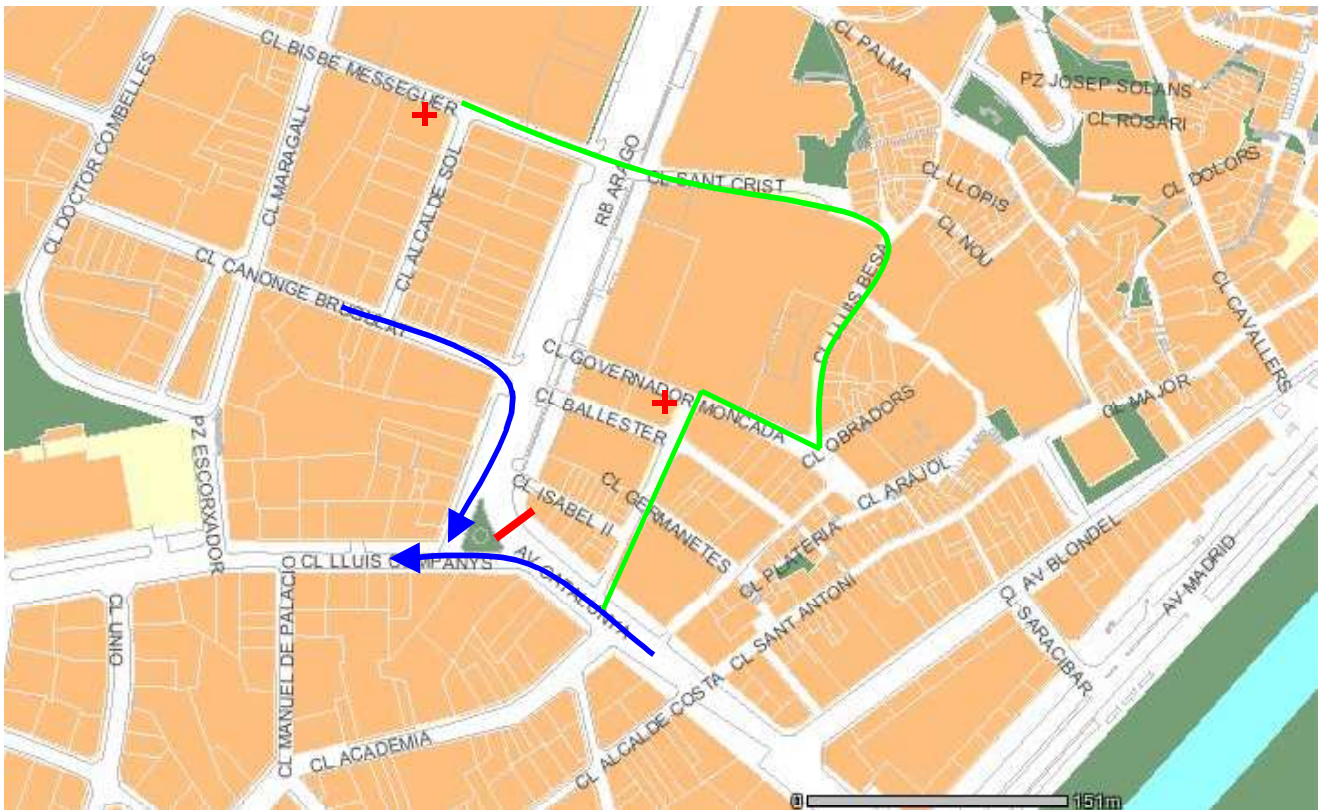 CL PALMA
CL BISBE MESSEGUER
PZ JOSEP SOLANS
CL ROSARI
CL DOCTOR COMBELLES
CL MARAGALL
CL ALCALDE SOL
RB ARAGO
CL SANT CRIST
CL LLOPIS
CL DOLORS
CL NOU
CL CANONGE BRUGULAT
CL LLUIS BESA
CL CAVALLERS
CL GOVERNADOR MONCADA
CL BALLESTER
CL OBRADORS
CL MAJOR
PZ ESCORXADOR
CL ISABEL II
CL GERMANETES
CL ARAJOL
CL PLATERIA
AV BLONDEL
AV MADRID
CL LLUIS COMPANYS
AV CATALUNYA
CL SANT ANTONI
CL SARACIBAR
CL UNIO
CL MANUEL DE PALACIO
CL ACADEMIA
CL ALCALDE COSTA
0 151m